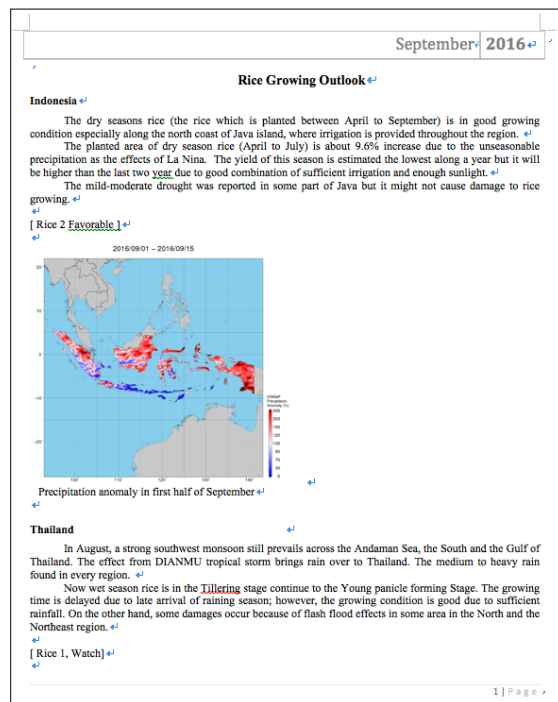 September 2016
Rice Growing Outlook
Indonesia
The dry seasons rice (the rice which is planted between April to September) is in good growing
condition especially along the north coast of Java island, where irrigation is provided throughout the region.
The planted area of dry season rice (April to July) is about 9.6% increase due to the unseasonable
precipitation as the effects of La Nina. The yield of this season is estimated the lowest along a year but it will
be higher than the last two year due to good combination of sufficient irrigation and enough sunlight.
The mild-moderate drought was reported in some part of Java but it might not cause damage to rice
growing.
[ Rice 2 Favorable ]
2016/09/01 – 2016/09/15
Precipitation anomaly in first half of September
Thailand
In August, a strong southwest monsoon still prevails across the Andaman Sea, the South and the Gulf of
Thailand. The effect from DIANMU tropical storm brings rain over to Thailand. The medium to heavy rain
found in every region.
Now wet season rice is in the Tillering stage continue to the Young panicle forming Stage. The growing
time is delayed due to late arrival of raining season; however, the growing condition is good due to sufficient
rainfall. On the other hand, some damages occur because of flash flood effects in some area in the North and the
Northeast region.
[ Rice 1, Watch]
1 | Page